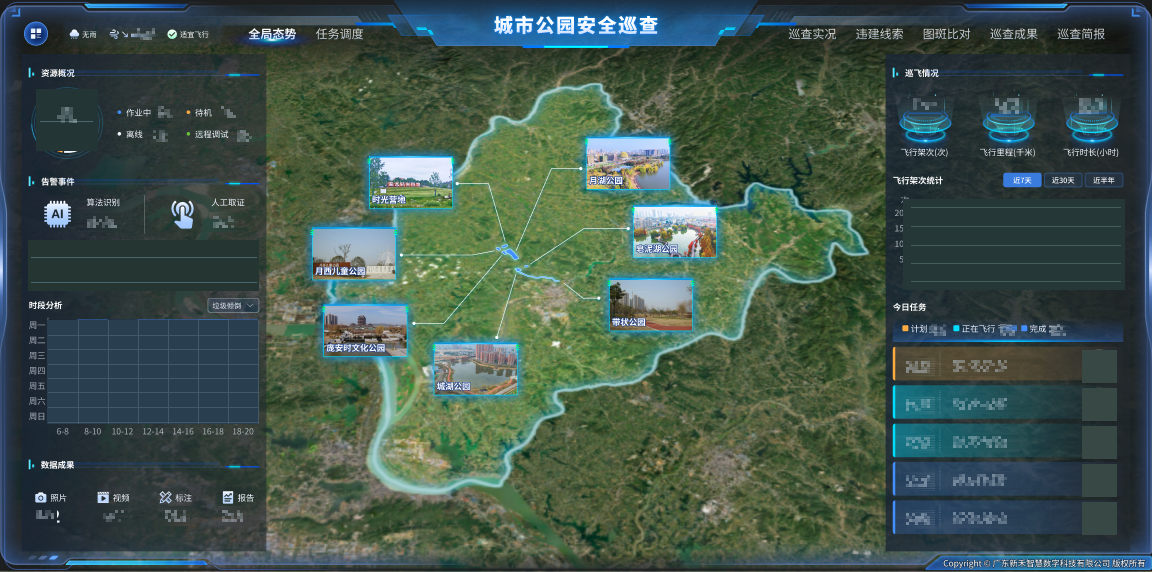 城市公园安全巡查
无雨
适宜飞行
全局态势
任务调度
巡查实况
违建线索
图斑比对
巡查成果
巡查简报
资源概况
作业中
待机
离线
远程调试
告警事件
AI
算法识别
人工取证
时段分析
垃圾倾倒
周一
周二
周三
周四
周五
周六
周日
6-8 8-10 10-12 12-14 14-16 16-18 18-20
数据成果
照片
视频
标注
报告
时光营地
月湖公园
月西儿童公园
皂泥湖公园
庞安时文化公园
带状公园
城湖公园
巡飞情况
飞行架次(次)
飞行里程(千米)
飞行时长(小时)
飞行架次统计
近7天
近30天
近半年
20
15
10
5
今日任务
计划
正在飞行
完成
Copyright © 广东新禾智慧数字科技有限公司 版权所有